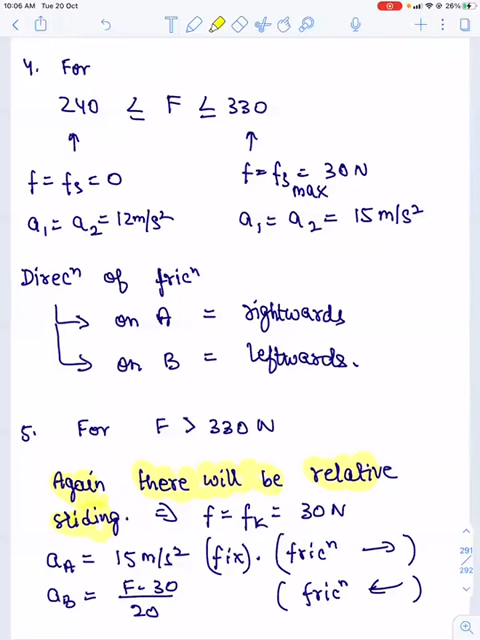 10:06 AM Tue 20 Oct
26%
4. For
240 ≤ F ≤ 330
↑ ↑
f = fs = 0
f = fs max = 30 N
a₁ = a₂ = 12 m/s²
a₁ = a₂ = 15 m/s²
Direcⁿ of fricⁿ
→ on A = rightwards
→ on B = leftwards.
5. For F > 330 N
Again there will be relative
sliding. ⇒ f = fk = 30 N
aA = 15 m/s² (fix). (fricⁿ →)
aB = F - 30 / 20 (fricⁿ ←)
291
/
292